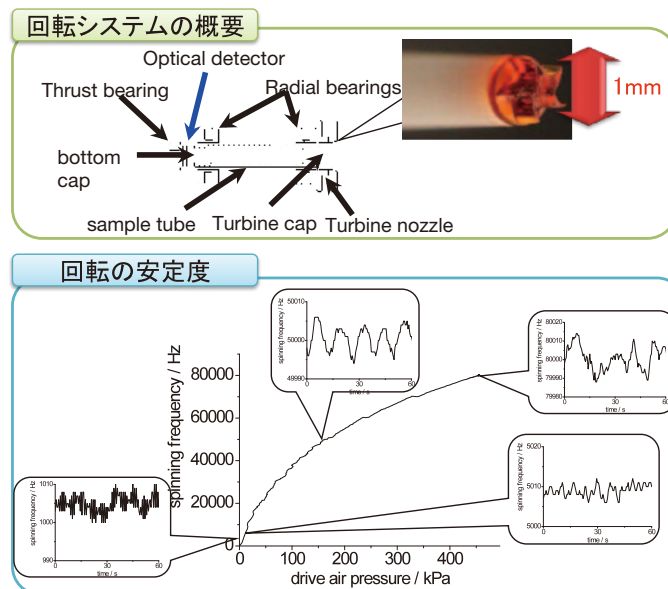 回転システムの概要
Optical detector
Thrust bearing
Radial bearings
1mm
bottom
cap
sample tube
Turbine cap
Turbine nozzle
回転の安定度
50010
50000
49990
spinning frequency / Hz
0
30
60
time / s
80020
80010
80000
79990
79980
spinning frequency / Hz
0
30
60
time / s
80000
60000
40000
20000
0
spinning frequency / Hz
0
100
200
300
400
drive air pressure / kPa
5020
5010
5000
spinning frequency / Hz
0
30
60
time / s
1010
1000
990
spinning frequency / Hz
0
30
60
time / s